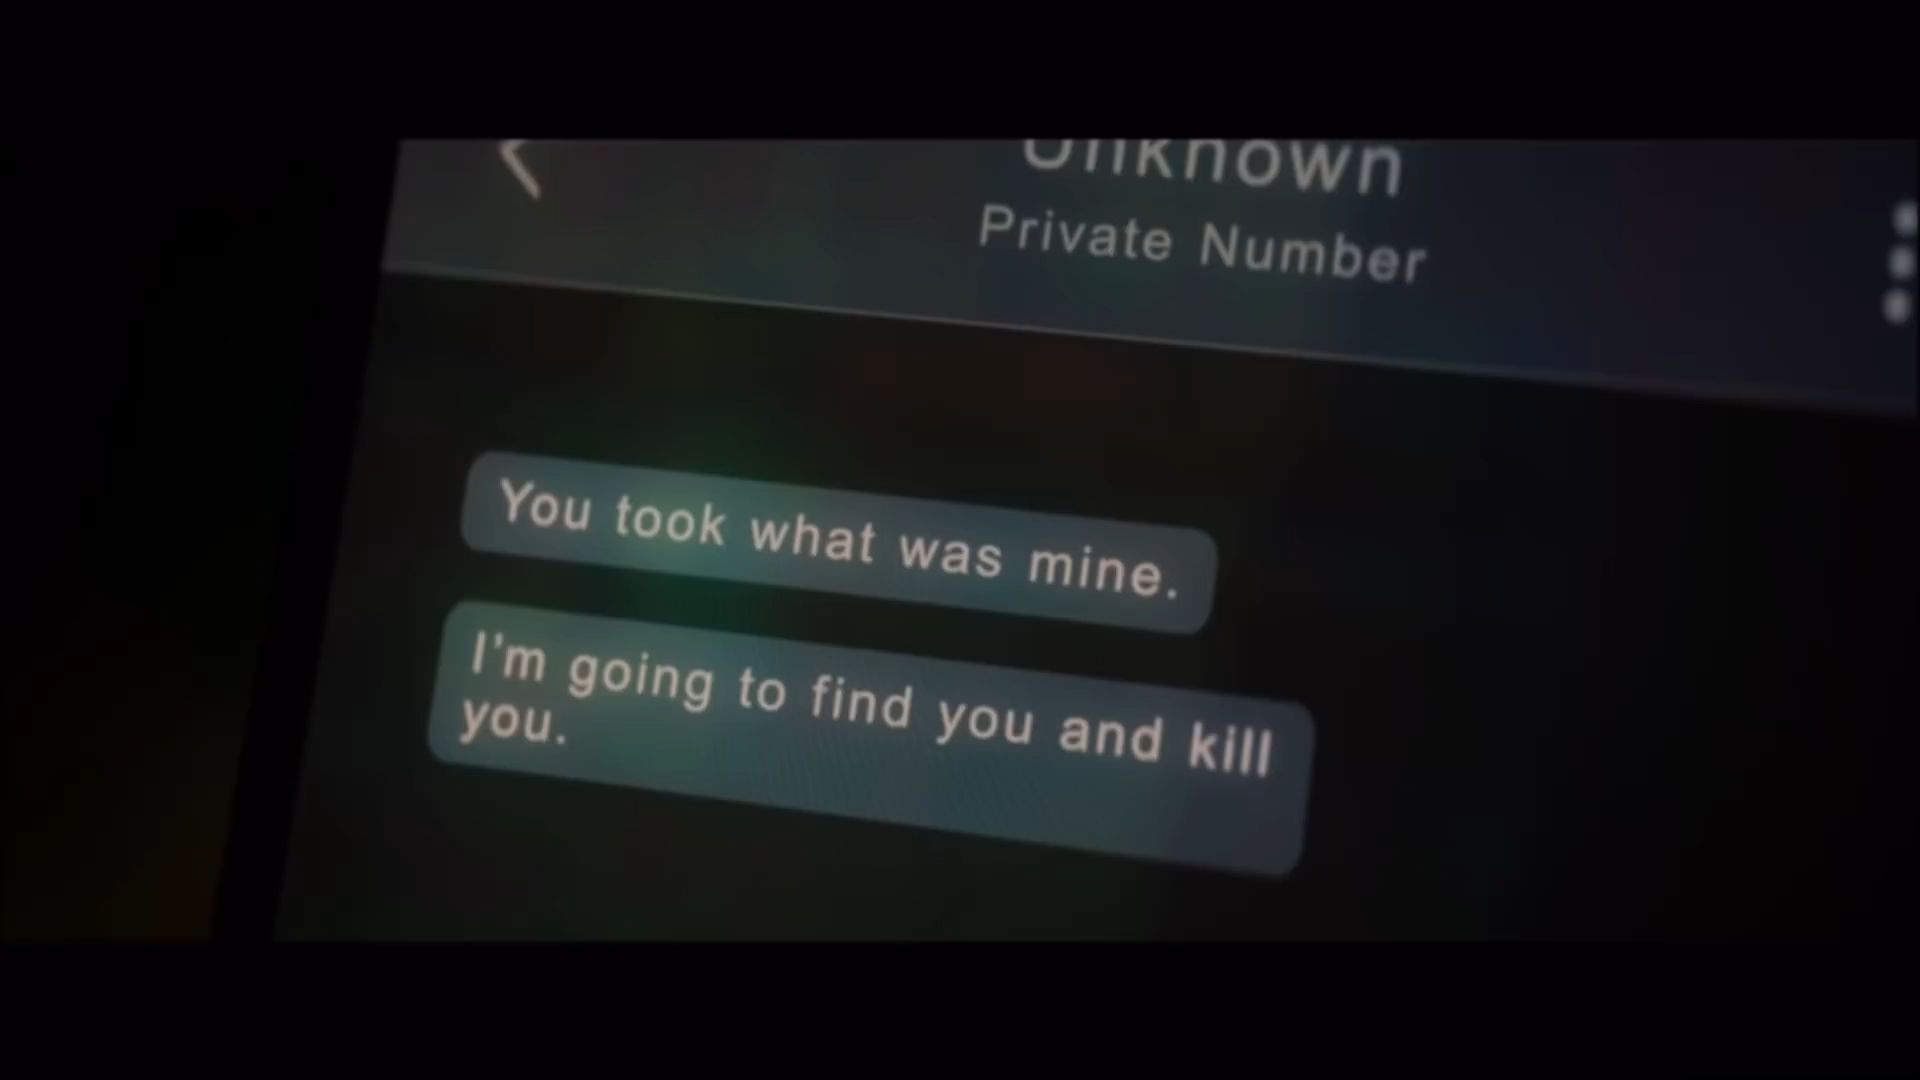 Unknown
Private Number
You took what was mine.
I'm going to find you and kill
you.